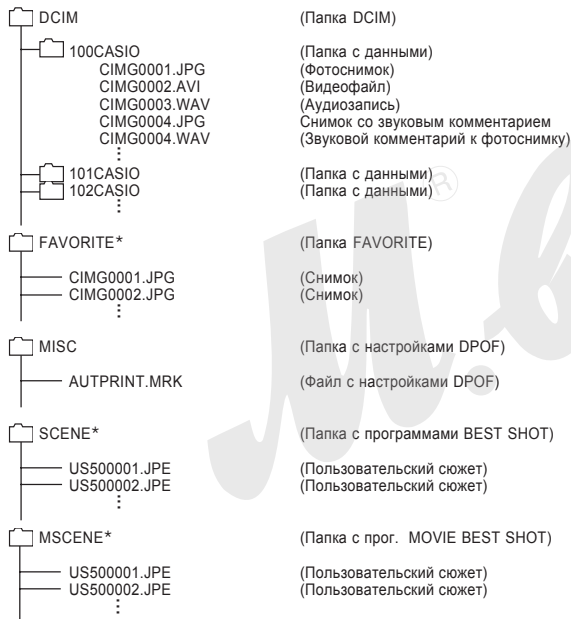 DCIM (Папка DCIM)
100CASIO (Папка с данными)
CIMG0001.JPG (Фотоснимок)
CIMG0002.AVI (Видеофайл)
CIMG0003.WAV (Аудиозапись)
CIMG0004.JPG Снимок со звуковым комментарием
CIMG0004.WAV (Звуковой комментарий к фотоснимку)
101CASIO (Папка с данными)
102CASIO (Папка с данными)
FAVORITE* (Папка FAVORITE)
CIMG0001.JPG (Снимок)
CIMG0002.JPG (Снимок)
MISC (Папка с настройками DPOF)
AUTPRINT.MRK (Файл с настройками DPOF)
SCENE* (Папка с программами BEST SHOT)
US500001.JPE (Пользовательский сюжет)
US500002.JPE (Пользовательский сюжет)
MSCENE* (Папка с прог. MOVIE BEST SHOT)
US500001.JPE (Пользовательский сюжет)
US500002.JPE (Пользовательский сюжет)